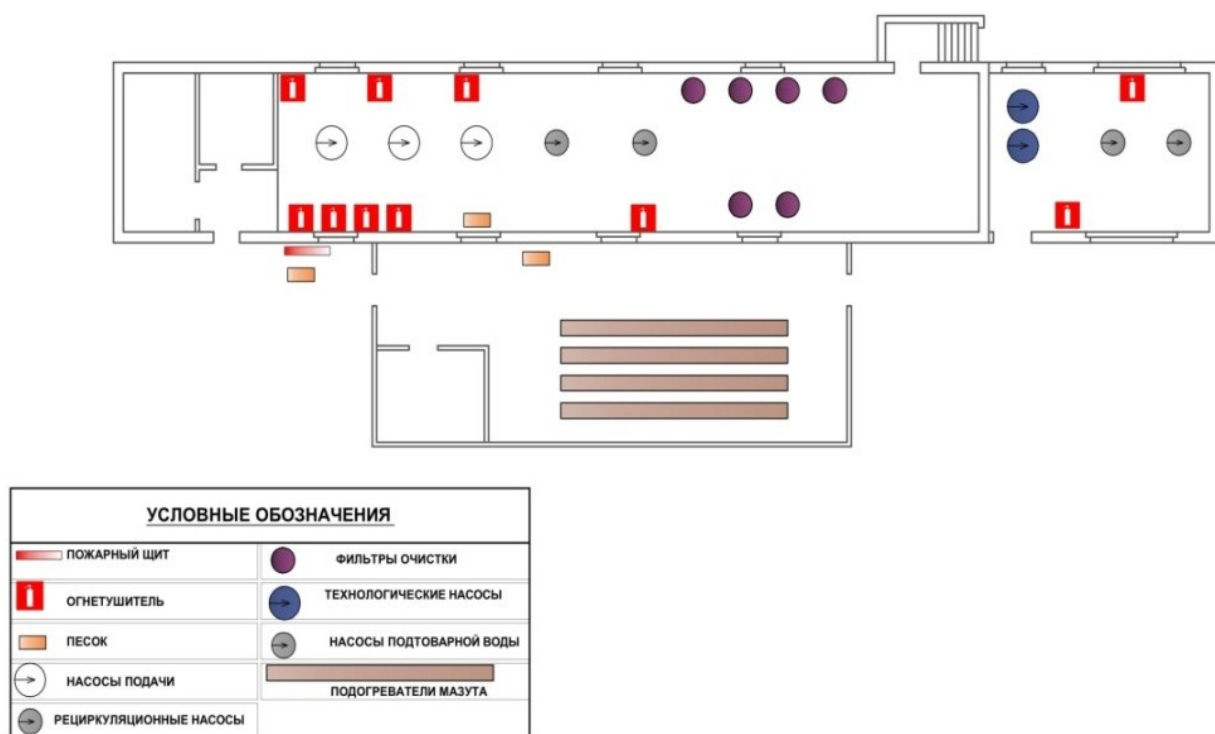 УСЛОВНЫЕ ОБОЗНАЧЕНИЯ
ПОЖАРНЫЙ ЩИТ
ФИЛЬТРЫ ОЧИСТКИ
ОГНЕТУШИТЕЛЬ
ТЕХНОЛОГИЧЕСКИЕ НАСОСЫ
ПЕСОК
НАСОСЫ ПОДТОВАРНОЙ ВОДЫ
НАСОСЫ ПОДАЧИ
ПОДОГРЕВАТЕЛИ МАЗУТА
РЕЦИРКУЛЯЦИОННЫЕ НАСОСЫ